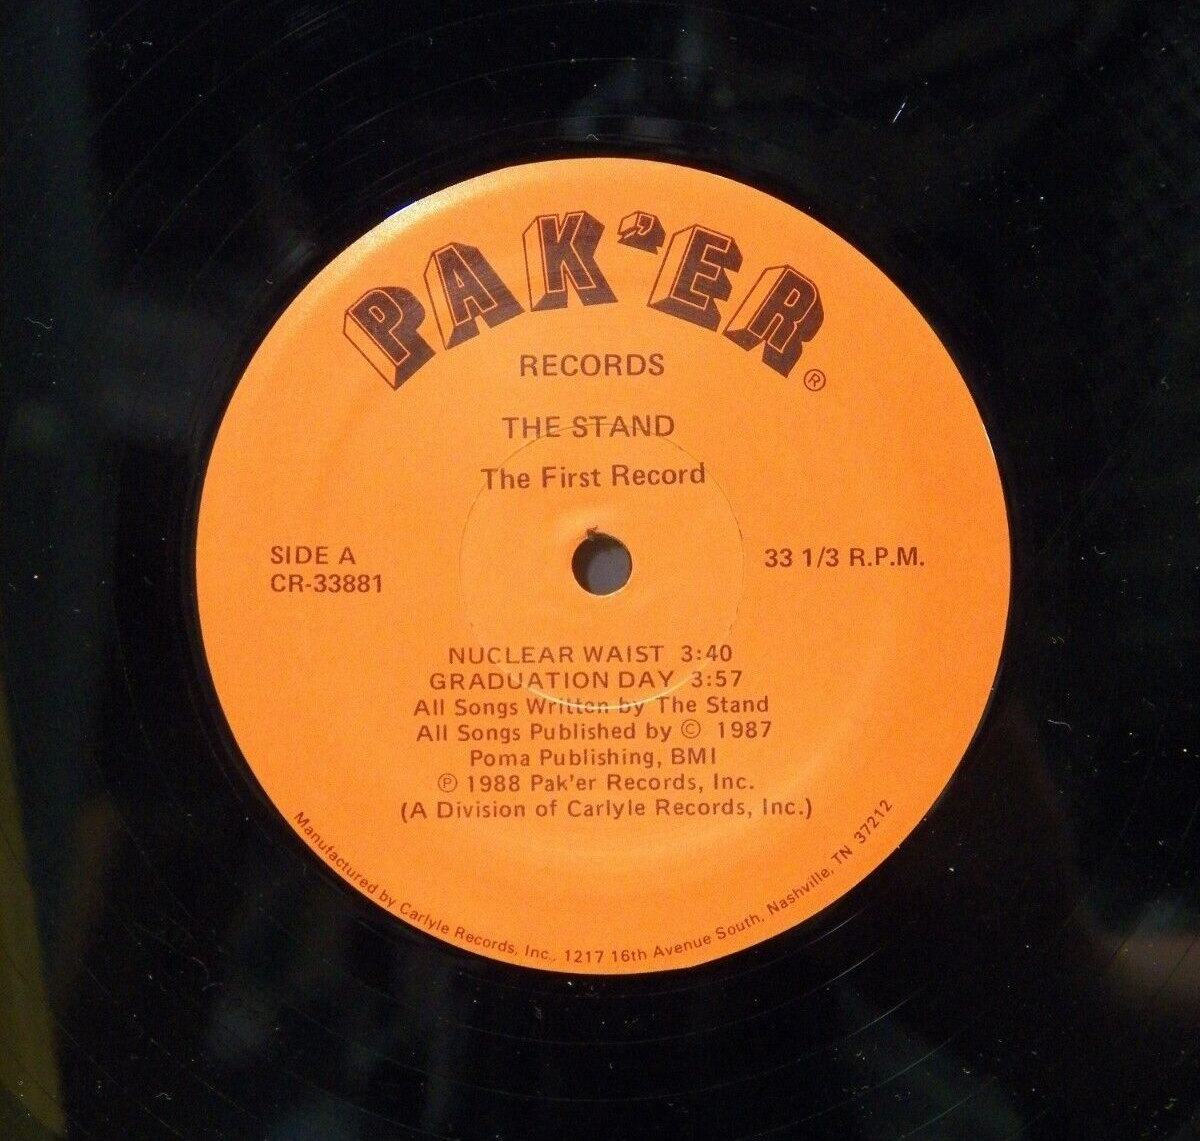 PAK'ER ®
RECORDS
THE STAND
The First Record
SIDE A
CR-33881
33 1/3 R.P.M.
NUCLEAR WAIST 3:40
GRADUATION DAY 3:57
All Songs Written by The Stand
All Songs Published by © 1987
Poma Publishing, BMI
℗ 1988 Pak'er Records, Inc.
(A Division of Carlyle Records, Inc.)
Manufactured by Carlyle Records, Inc., 1217 16th Avenue South, Nashville, TN 37212